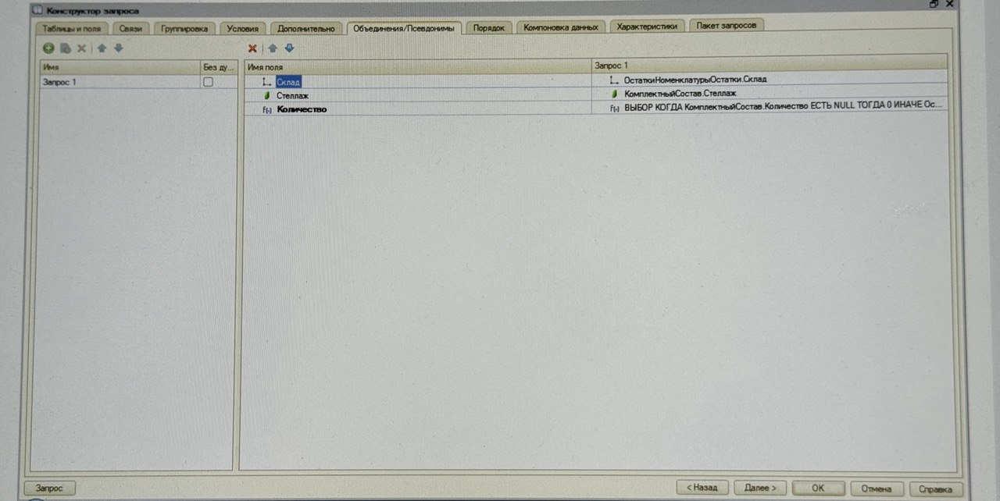 Конструктор запроса
Таблицы и поля Связи Группировка Условия Дополнительно Объединения/Псевдонимы Порядок Компоновка данных Характеристики Пакет запросов
Имя Без ду... Имя поля Запрос 1
Запрос 1 Склад ОстаткиНоменклатурыОстатки.Склад
Стеллаж КомплектныйСостав.Стеллаж
Количество ВЫБОР КОГДА КомплектныйСостав.Количество ЕСТЬ NULL ТОГДА 0 ИНАЧЕ Ос...
Запрос < Назад Далее > ОК Отмена Справка